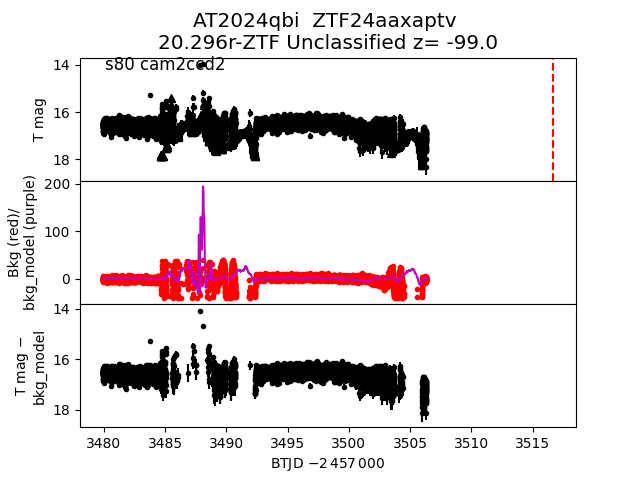 AT2024qbi  ZTF24aaxaptv
20.296r-ZTF Unclassified z= -99.0
s80 cam2ccd2
14
16
18
T mag
200
100
0
Bkg (red)/
bkg_model (purple)
14
16
18
T mag −
bkg_model
3480 3485 3490 3495 3500 3505 3510 3515
BTJD −2 457 000